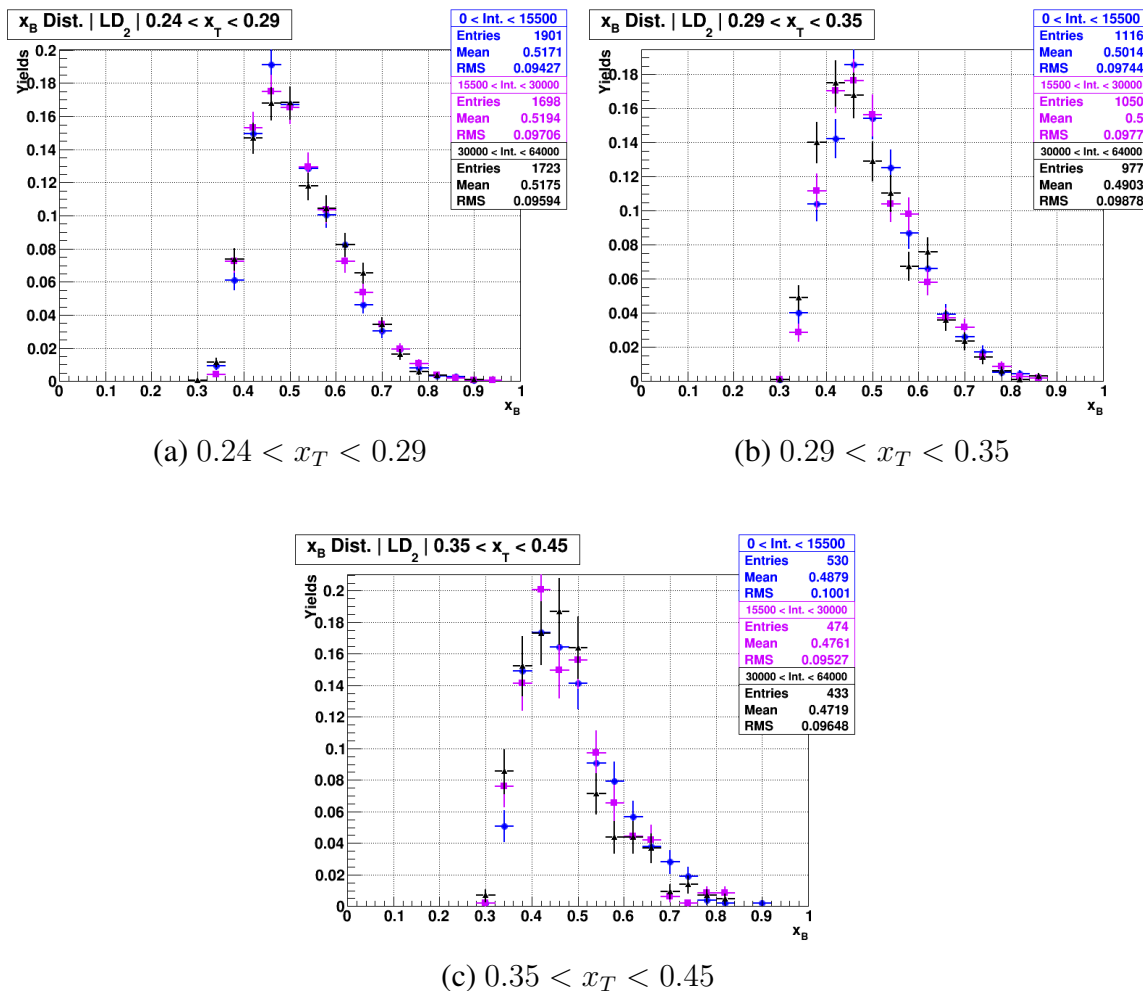 x_B Dist. | LD_2 | 0.24 < x_T < 0.29
Yields
0.2
0.18
0.16
0.14
0.12
0.1
0.08
0.06
0.04
0.02
0
0 0.1 0.2 0.3 0.4 0.5 0.6 0.7 0.8 0.9 1
x_B
0 < Int. < 15500
Entries 1901
Mean 0.5171
RMS 0.09427
15500 < Int. < 30000
Entries 1698
Mean 0.5194
RMS 0.09706
30000 < Int. < 64000
Entries 1723
Mean 0.5175
RMS 0.09594
(a) 0.24 < x_T < 0.29
x_B Dist. | LD_2 | 0.29 < x_T < 0.35
Yields
0.18
0.16
0.14
0.12
0.1
0.08
0.06
0.04
0.02
0
0 0.1 0.2 0.3 0.4 0.5 0.6 0.7 0.8 0.9 1
x_B
0 < Int. < 15500
Entries 1116
Mean 0.5014
RMS 0.09744
15500 < Int. < 30000
Entries 1050
Mean 0.5
RMS 0.0977
30000 < Int. < 64000
Entries 977
Mean 0.4903
RMS 0.09878
(b) 0.29 < x_T < 0.35
x_B Dist. | LD_2 | 0.35 < x_T < 0.45
Yields
0.2
0.18
0.16
0.14
0.12
0.1
0.08
0.06
0.04
0.02
0
0 0.1 0.2 0.3 0.4 0.5 0.6 0.7 0.8 0.9 1
x_B
0 < Int. < 15500
Entries 530
Mean 0.4879
RMS 0.1001
15500 < Int. < 30000
Entries 474
Mean 0.4761
RMS 0.09527
30000 < Int. < 64000
Entries 433
Mean 0.4719
RMS 0.09648
(c) 0.35 < x_T < 0.45